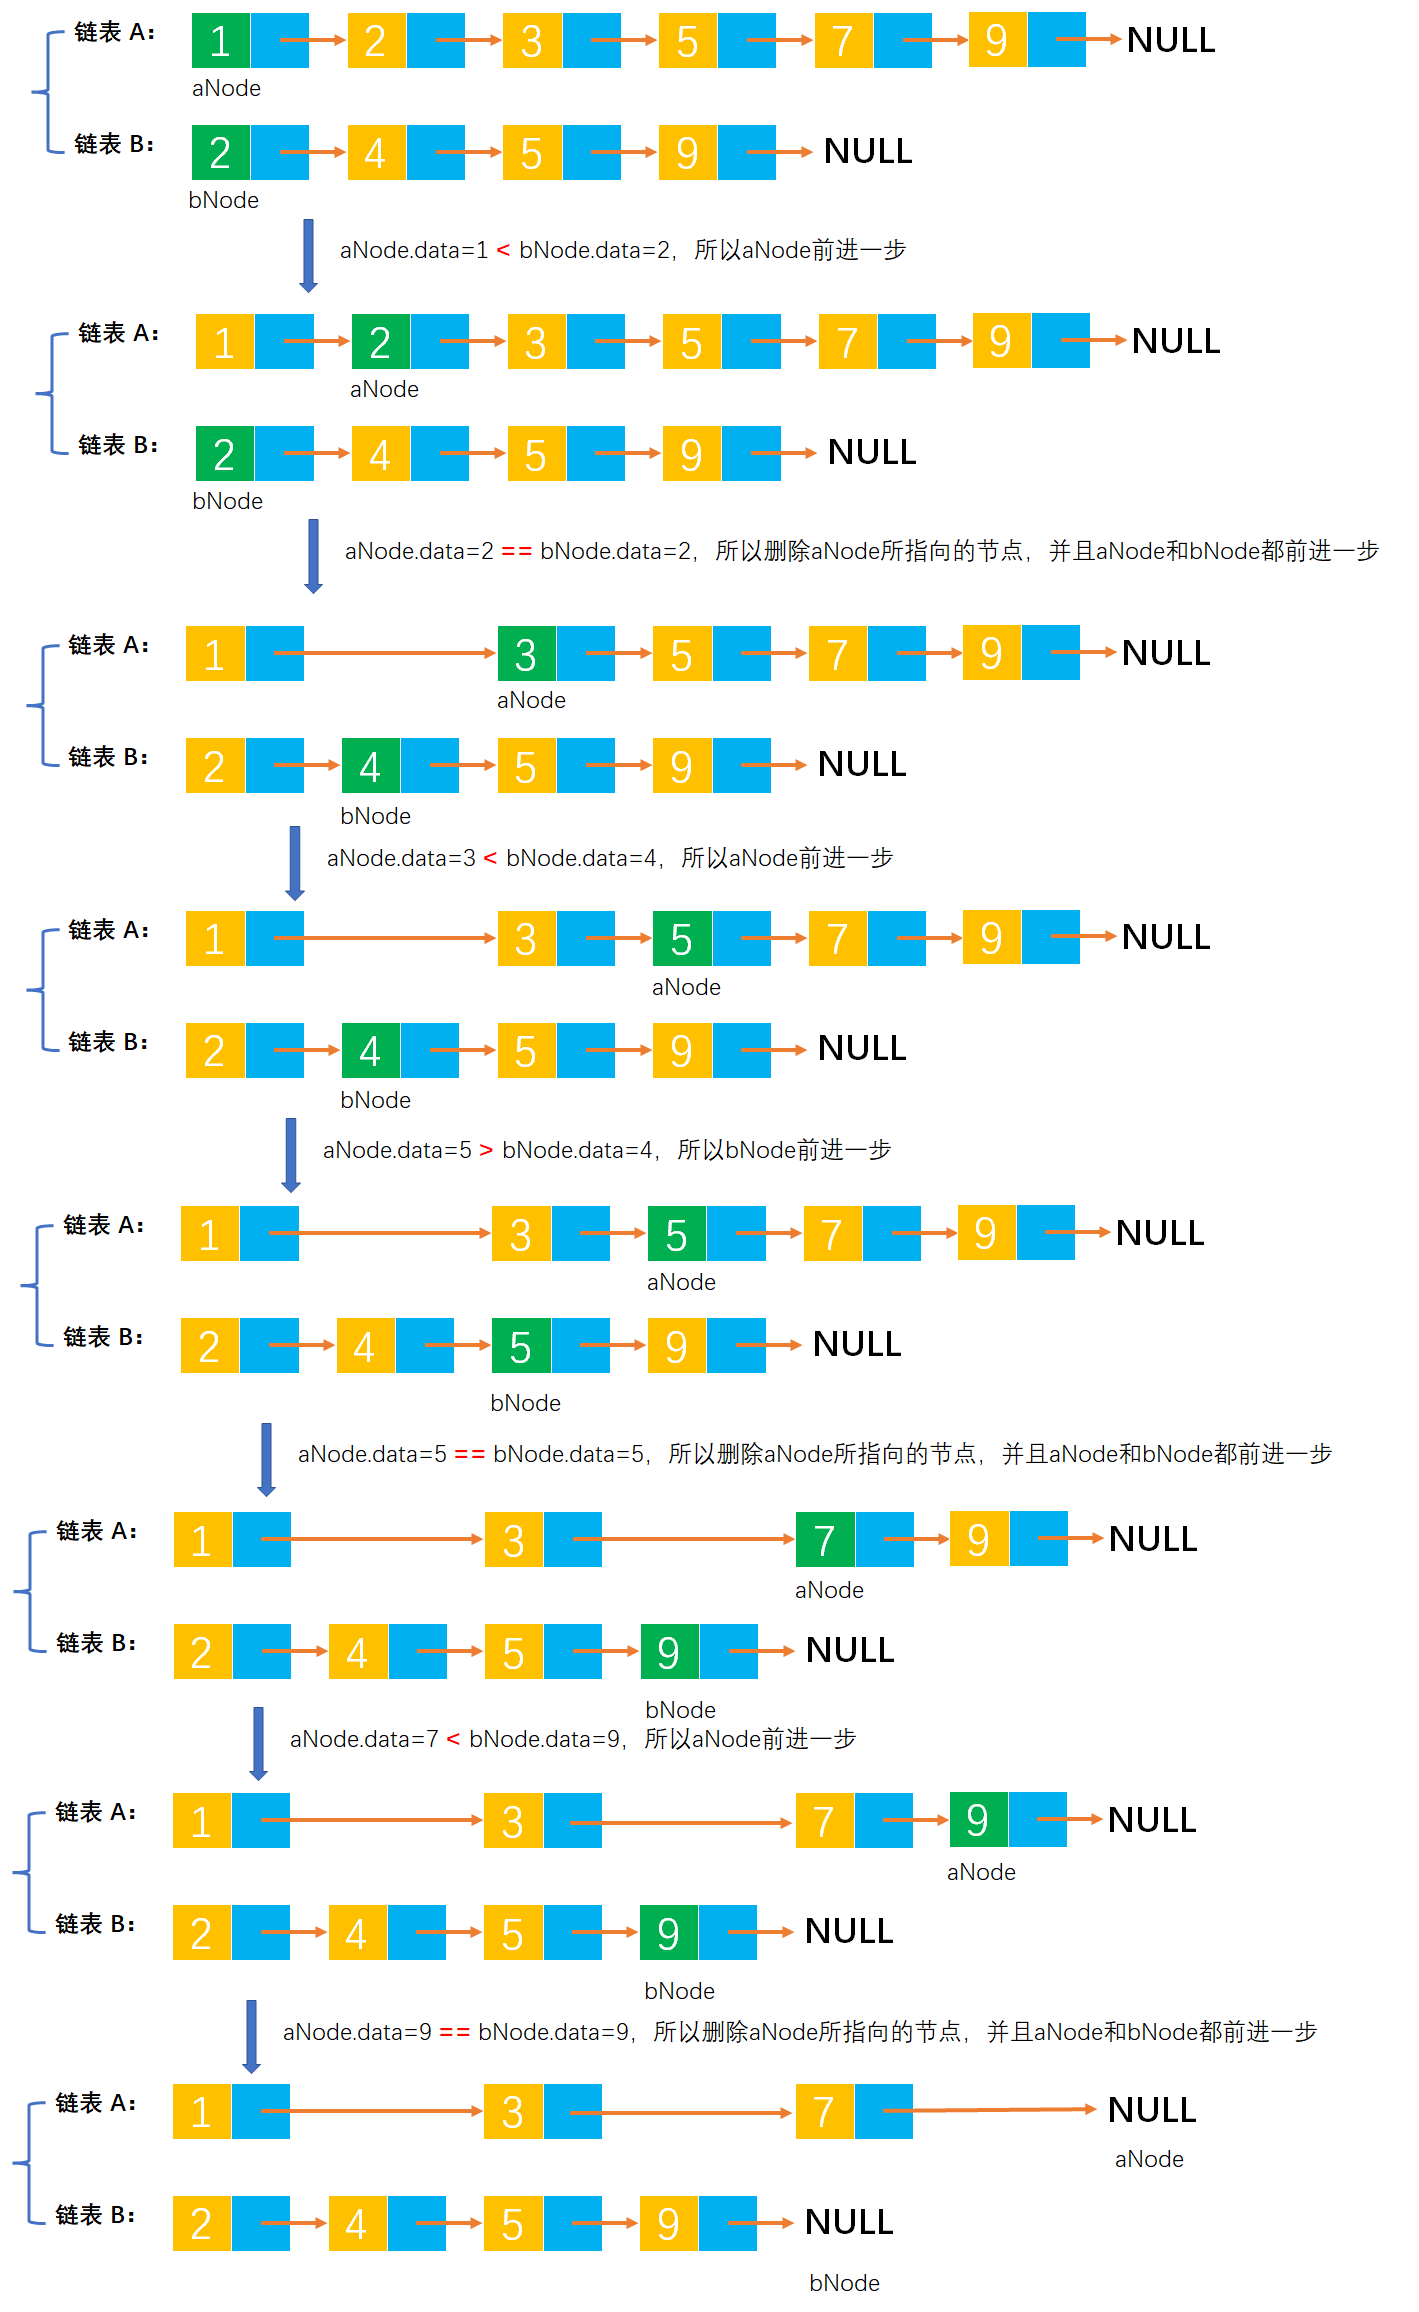 链表 A： 1 2 3 5 7 9 NULL
aNode
链表 B： 2 4 5 9 NULL
bNode
aNode.data=1 < bNode.data=2，所以aNode前进一步
链表 A： 1 2 3 5 7 9 NULL
aNode
链表 B： 2 4 5 9 NULL
bNode
aNode.data=2 == bNode.data=2，所以删除aNode所指向的节点，并且aNode和bNode都前进一步
链表 A： 1 3 5 7 9 NULL
aNode
链表 B： 2 4 5 9 NULL
bNode
aNode.data=3 < bNode.data=4，所以aNode前进一步
链表 A： 1 3 5 7 9 NULL
aNode
链表 B： 2 4 5 9 NULL
bNode
aNode.data=5 > bNode.data=4，所以bNode前进一步
链表 A： 1 3 5 7 9 NULL
aNode
链表 B： 2 4 5 9 NULL
bNode
aNode.data=5 == bNode.data=5，所以删除aNode所指向的节点，并且aNode和bNode都前进一步
链表 A： 1 3 7 9 NULL
aNode
链表 B： 2 4 5 9 NULL
bNode
aNode.data=7 < bNode.data=9，所以aNode前进一步
链表 A： 1 3 7 9 NULL
aNode
链表 B： 2 4 5 9 NULL
bNode
aNode.data=9 == bNode.data=9，所以删除aNode所指向的节点，并且aNode和bNode都前进一步
链表 A： 1 3 7 NULL
aNode
链表 B： 2 4 5 9 NULL
bNode